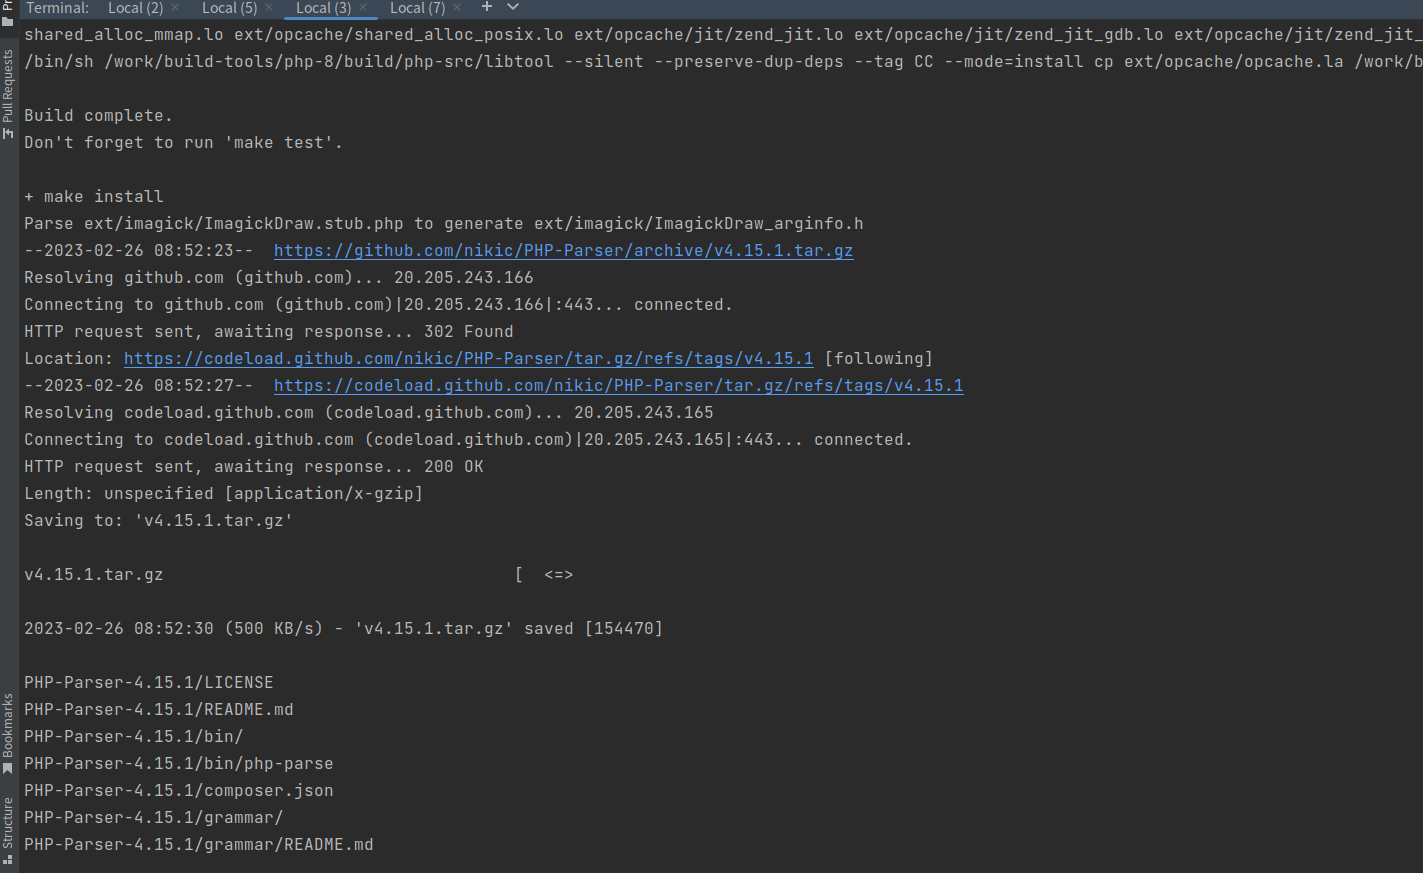 Terminal: Local (2) × Local (5) × Local (3) × Local (7) × +
shared_alloc_mmap.lo ext/opcache/shared_alloc_posix.lo ext/opcache/jit/zend_jit.lo ext/opcache/jit/zend_jit_gdb.lo ext/opcache/jit/zend_jit_
/bin/sh /work/build-tools/php-8/build/php-src/libtool --silent --preserve-dup-deps --tag CC --mode=install cp ext/opcache/opcache.la /work/b
Build complete.
Don't forget to run 'make test'.
+ make install
Parse ext/imagick/ImagickDraw.stub.php to generate ext/imagick/ImagickDraw_arginfo.h
--2023-02-26 08:52:23--  https://github.com/nikic/PHP-Parser/archive/v4.15.1.tar.gz
Resolving github.com (github.com)... 20.205.243.166
Connecting to github.com (github.com)|20.205.243.166|:443... connected.
HTTP request sent, awaiting response... 302 Found
Location: https://codeload.github.com/nikic/PHP-Parser/tar.gz/refs/tags/v4.15.1 [following]
--2023-02-26 08:52:27--  https://codeload.github.com/nikic/PHP-Parser/tar.gz/refs/tags/v4.15.1
Resolving codeload.github.com (codeload.github.com)... 20.205.243.165
Connecting to codeload.github.com (codeload.github.com)|20.205.243.165|:443... connected.
HTTP request sent, awaiting response... 200 OK
Length: unspecified [application/x-gzip]
Saving to: 'v4.15.1.tar.gz'
v4.15.1.tar.gz [ <=>
2023-02-26 08:52:30 (500 KB/s) - 'v4.15.1.tar.gz' saved [154470]
PHP-Parser-4.15.1/LICENSE
PHP-Parser-4.15.1/README.md
PHP-Parser-4.15.1/bin/
PHP-Parser-4.15.1/bin/php-parse
PHP-Parser-4.15.1/composer.json
PHP-Parser-4.15.1/grammar/
PHP-Parser-4.15.1/grammar/README.md
Pull Requests
Bookmarks
Structure